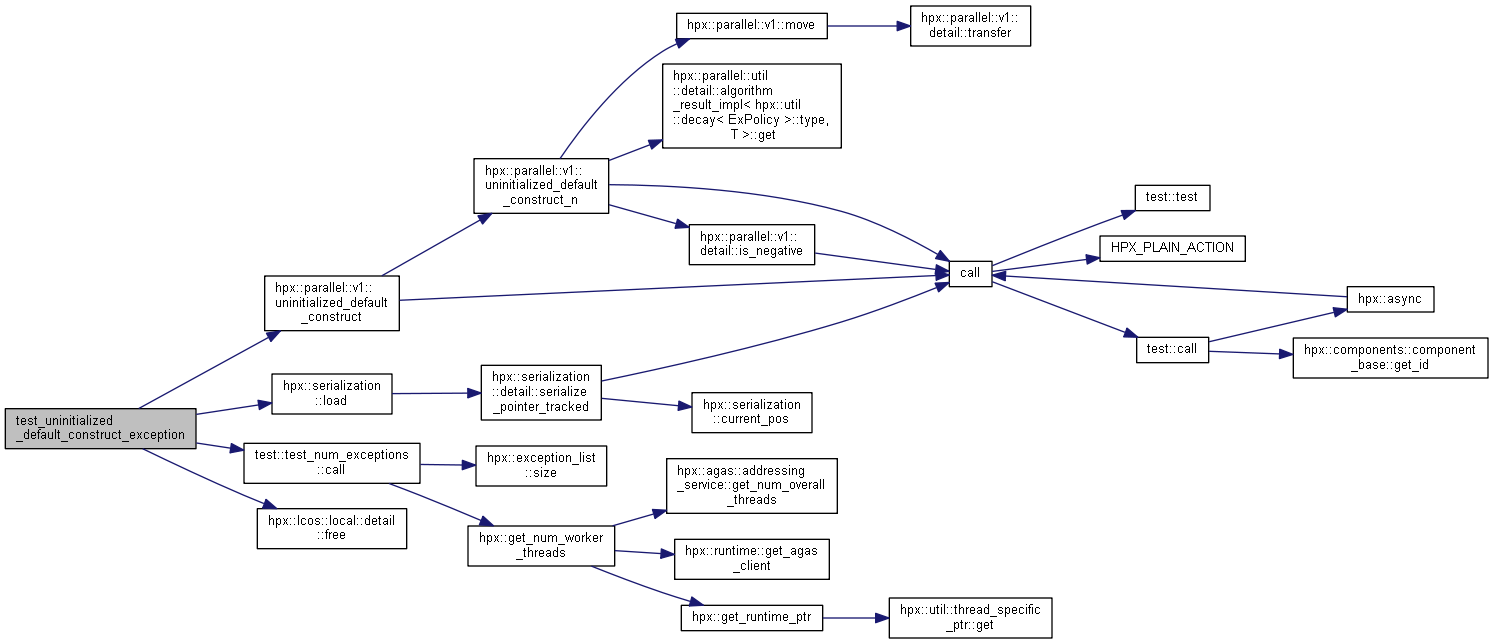 test_uninitialized
_default_construct_exception
hpx::parallel::v1::
uninitialized_default
_construct
hpx::serialization
::load
test::test_num_exceptions
::call
hpx::lcos::local::detail
::free
hpx::parallel::v1::
uninitialized_default
_construct_n
hpx::serialization
::detail::serialize
_pointer_tracked
hpx::exception_list
::size
hpx::get_num_worker
_threads
hpx::parallel::v1::move
hpx::parallel::util
::detail::algorithm
_result_impl< hpx::util
::decay< ExPolicy >::type,
T >::get
hpx::parallel::v1::
detail::is_negative
hpx::serialization
::current_pos
hpx::agas::addressing
_service::get_num_overall
_threads
hpx::runtime::get_agas
_client
hpx::get_runtime_ptr
hpx::parallel::v1::
detail::transfer
call
hpx::util::thread_specific
_ptr::get
test::test
HPX_PLAIN_ACTION
test::call
hpx::async
hpx::components::component
_base::get_id